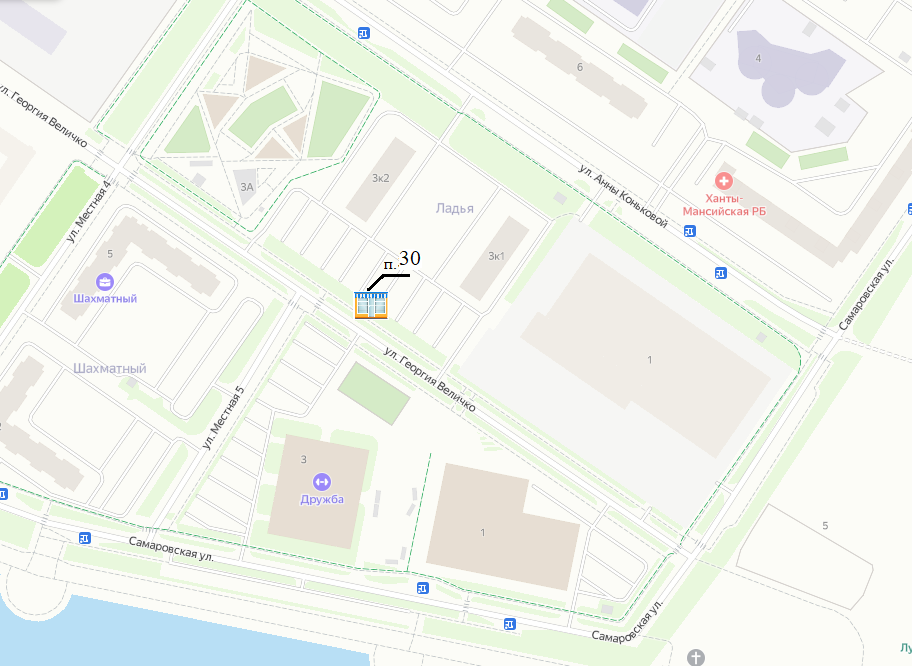 6
4
ул. Георгия Величко
ул. Местная 4
3А
3к2
Ладья
ул. Анны Коньковой
Ханты-
Мансийская РБ
5
Шахматный
п.30
3к1
Самаровская ул.
1
Шахматный
ул. Георгия Величко
ул. Местная 5
3
Дружба
1
5
Самаровская ул.
Самаровская ул.